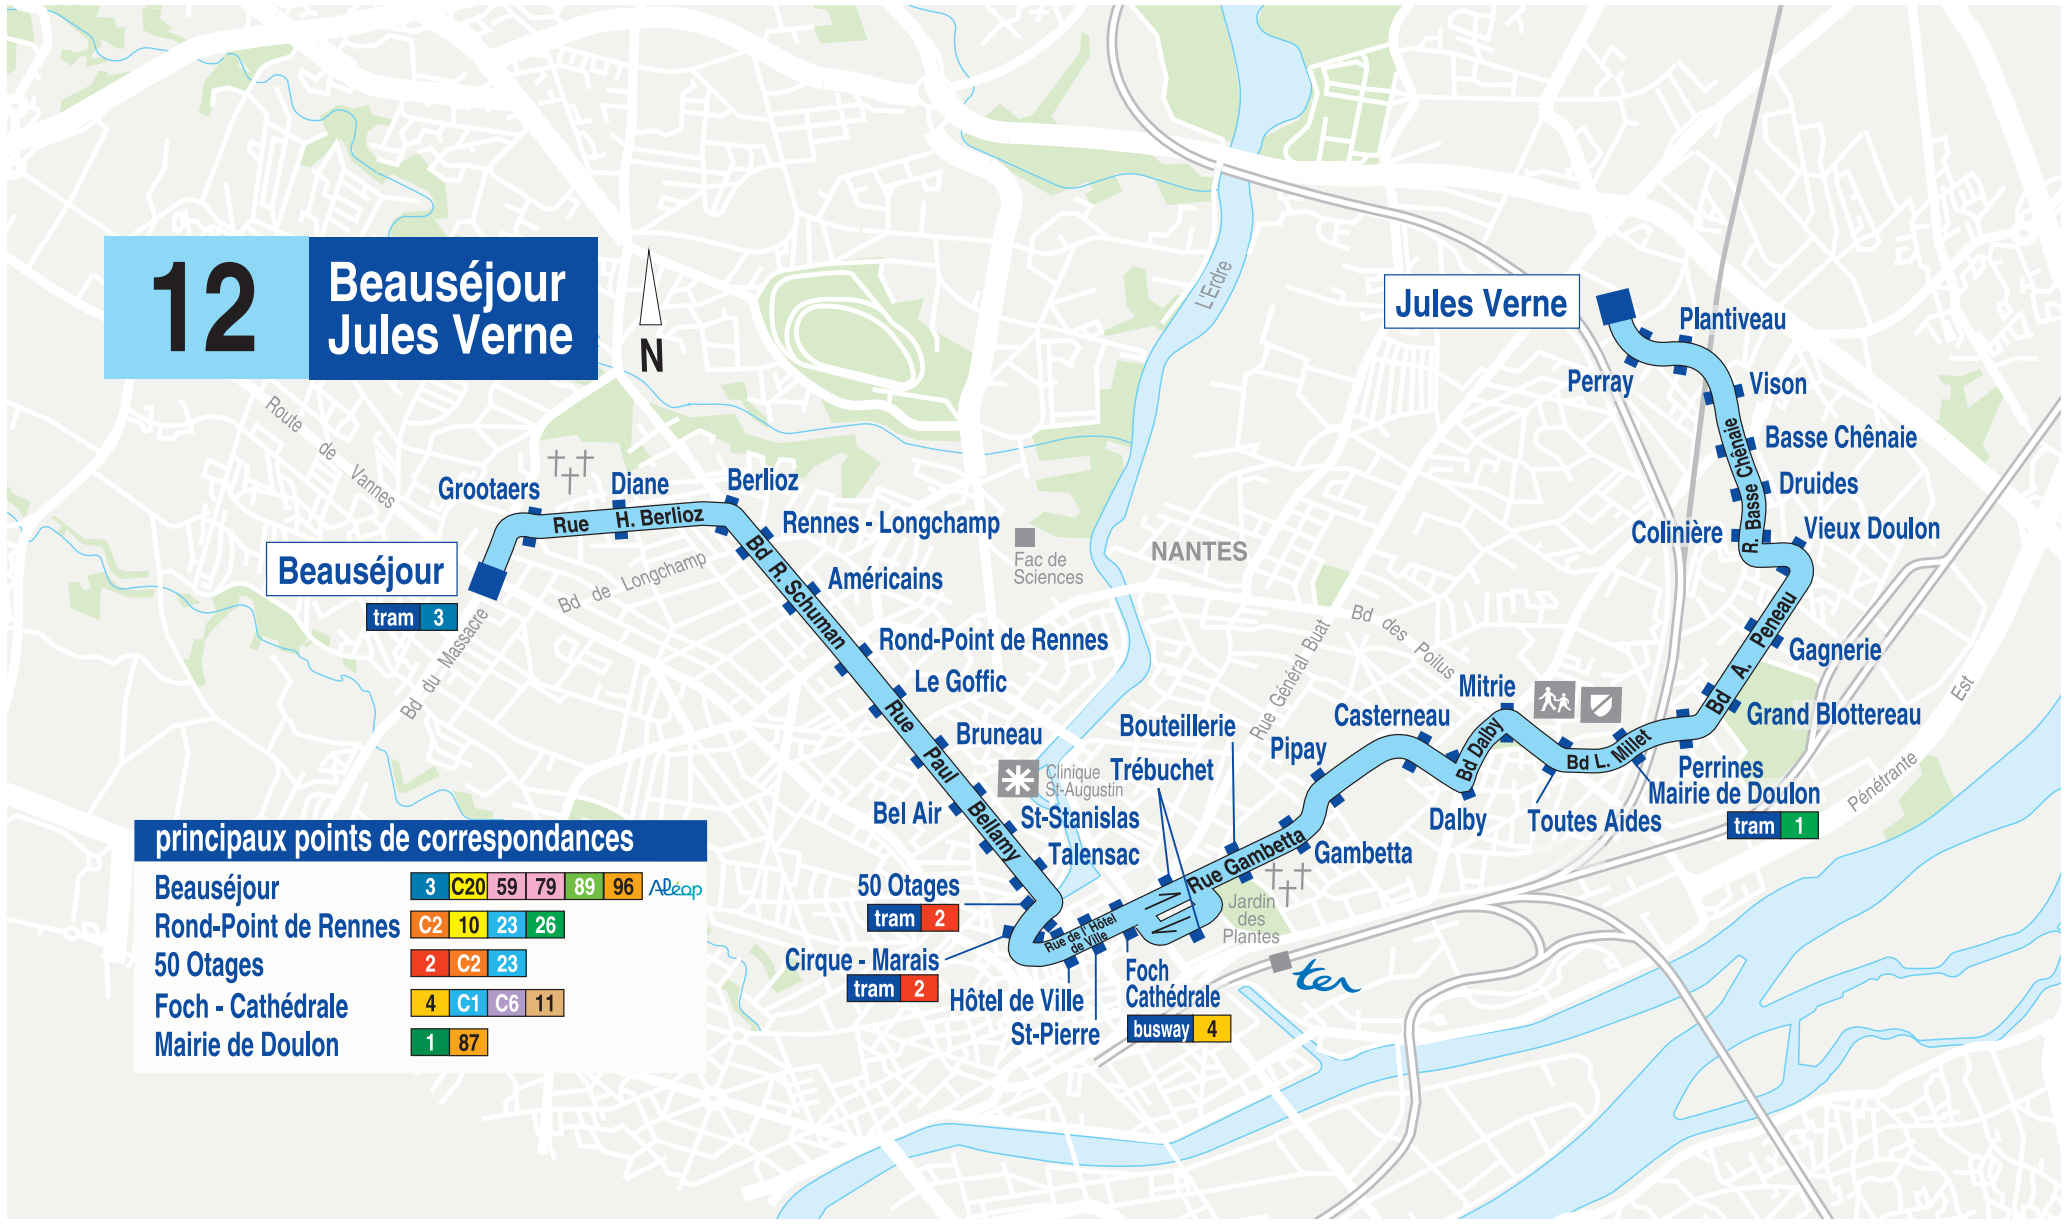 12
Beauséjour
Jules Verne
N
L'Erdre
Jules Verne
Plantiveau
Perray
Vison
Basse Chênaie
R. Basse Chênaie
Druides
Colinière
Vieux Doulon
Route de Vannes
Grootaers
Diane
Berlioz
Rue H. Berlioz
Rennes - Longchamp
Beauséjour
tram 3
Bd de Longchamp
Bd du Massacre
Bd R. Schuman
Américains
Fac de
Sciences
NANTES
Rond-Point de Rennes
Le Goffic
Rue Paul Bellamy
Bruneau
Clinique
St-Augustin
Bel Air
St-Stanislas
Talensac
Rue Général Buat
Bd des Poilus
Bd A. Peneau
Gagnerie
Grand Blottereau
Mitrie
Casterneau
Bouteillerie
Pipay
Trébuchet
Bd Dalby
Bd L. Millet
Perrines
Mairie de Doulon
tram 1
Dalby
Toutes Aides
Pénétrante Est
Rue Gambetta
Gambetta
50 Otages
tram 2
Jardin
des
Plantes
Rue de l'Hôtel
de Ville
Cirque - Marais
tram 2
Hôtel de Ville
St-Pierre
Foch
Cathédrale
busway 4
ter
principaux points de correspondances
Beauséjour 3 C20 59 79 89 96 Aléop
Rond-Point de Rennes C2 10 23 26
50 Otages 2 C2 23
Foch - Cathédrale 4 C1 C6 11
Mairie de Doulon 1 87